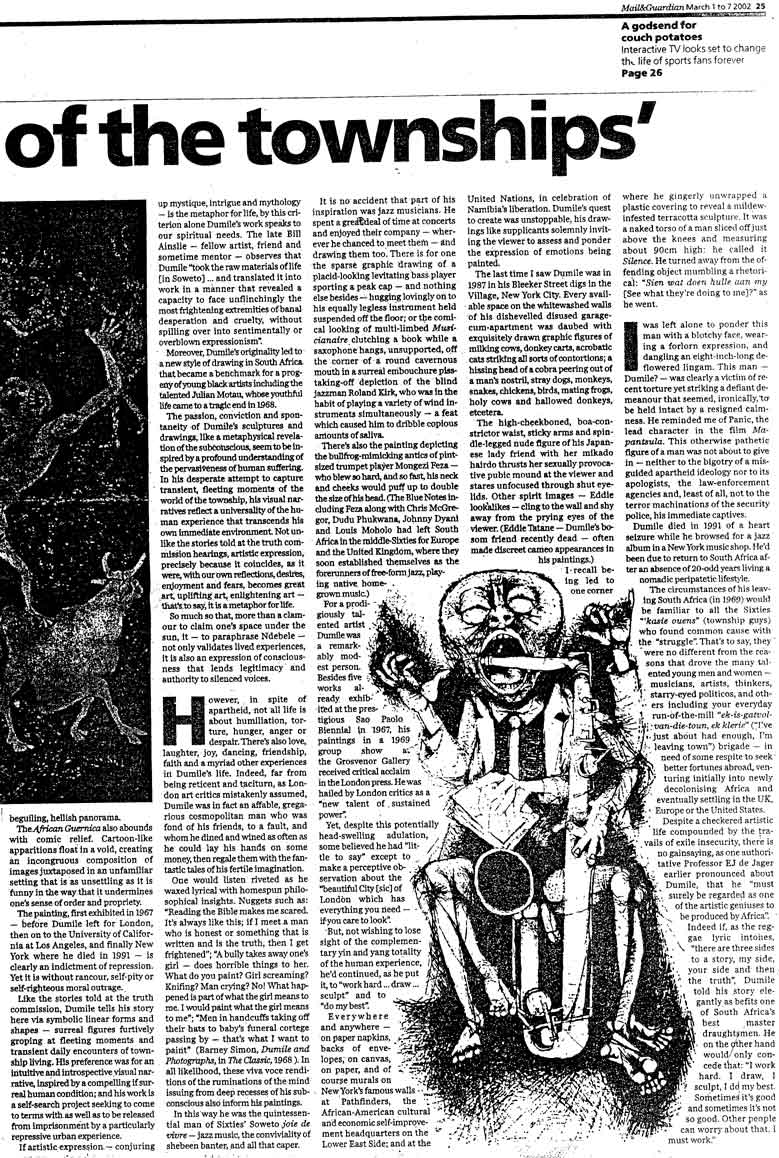 Mail&Guardian March 1 to 7 2002 25
A godsend for
couch potatoes
Interactive TV looks set to change
the life of sports fans forever
Page 26
of the townships'
beguiling, hellish panorama.
The African Guernica also abounds
with comic relief. Cartoon-like
apparitions float in a void, creating
an incongruous composition of
images juxtaposed in an unfamiliar
setting that is as unsettling as it is
funny in the way that it undermines
one's sense of order and propriety.
The painting, first exhibited in 1967
— before Dumile left for London,
then on to the University of Califor-
nia at Los Angeles, and finally New
York where he died in 1991 — is
clearly an indictment of repression.
Yet it is without rancour, self-pity or
self-righteous moral outrage.
Like the stories told at the truth
commission, Dumile tells his story
here via symbolic linear forms and
shapes — surreal figures furtively
groping at fleeting moments and
transient daily encounters of town-
ship living. His preference was for an
intuitive and introspective visual nar-
rative, inspired by a compelling if sur-
real human condition; and his work is
a self-search project seeking to come
to terms with as well as to be released
from imprisonment by a particularly
repressive urban experience.
If artistic expression — conjuring
up mystique, intrigue and mythology
— is the metaphor for life, by this cri-
terion alone Dumile's work speaks to
our spiritual needs. The late Bill
Ainslie — fellow artist, friend and
sometime mentor — observes that
Dumile "took the raw materials of life
[in Soweto] ... and translated it into
work in a manner that revealed a
capacity to face unflinchingly the
most frightening extremities of banal
desperation and cruelty, without
spilling over into sentimentally or
overblown expressionism".
Moreover, Dumile's originality led to
a new style of drawing in South Africa
that became a benchmark for a prog-
eny of young black artists including the
talented Julian Motau, whose youthful
life came to a tragic end in 1968.
The passion, conviction and spon-
taneity of Dumile's sculptures and
drawings, like a metaphysical revela-
tion of the subconscious, seem to be in-
spired by a profound understanding of
the pervasiveness of human suffering.
In his desperate attempt to capture
transient, fleeting moments of the
world of the township, his visual nar-
ratives reflect a universality of the hu-
man experience that transcends his
own immediate environment. Not un-
like the stories told at the truth com-
mission hearings, artistic expression,
precisely because it coincides, as it
were, with our own reflections, desires,
enjoyment and fears, becomes great
art, uplifting art, enlightening art —
that's to say, it is a metaphor for life.
So much so that, more than a clam-
our to claim one's space under the
sun, it — to paraphrase Ndebele —
not only validates lived experiences,
it is also an expression of conscious-
ness that lends legitimacy and
authority to silenced voices.
However, in spite of
apartheid, not all life is
about humiliation, tor-
ture, hunger, anger or
despair. There's also love,
laughter, joy, dancing, friendship,
faith and a myriad other experiences
in Dumile's life. Indeed, far from
being reticent and taciturn, as Lon-
don art critics mistakenly assumed,
Dumile was in fact an affable, grega-
rious cosmopolitan man who was
fond of his friends, to a fault, and
whom he dined and wined as often as
he could lay his hands on some
money, then regale them with the fan-
tastic tales of his fertile imagination.
One would listen riveted as he
waxed lyrical with homespun philo-
sophical insights. Nuggets such as:
"Reading the Bible makes me scared.
It's always like this; if I meet a man
who is honest or something that is
written and is the truth, then I get
frightened"; "A bully takes away one's
girl — does horrible things to her.
What do you paint? Girl screaming?
Knifing? Man crying? No! What hap-
pened is part of what the girl means to
me. I would paint what the girl means
to me"; "Men in handcuffs taking off
their hats to baby's funeral cortege
passing by — that's what I want to
paint" (Barney Simon, Dumile and
Photographs, in The Classic, 1968). In
all likelihood, these viva voce rendi-
tions of the ruminations of the mind
issuing from deep recesses of his sub-
conscious also inform his paintings.
In this way he was the quintessen-
tial man of Sixties' Soweto joie de
vivre — jazz music, the conviviality of
shebeen banter, and all that caper.
It is no accident that part of his
inspiration was jazz musicians. He
spent a great deal of time at concerts
and enjoyed their company — wher-
ever he chanced to meet them — and
drawing them too. There is for one
the sparse graphic drawing of a
placid-looking levitating bass player
sporting a peak cap — and nothing
else besides — hugging lovingly on to
his equally legless instrument held
suspended off the floor; or the com-
ical looking of multi-limbed Musi-
cianaire clutching a book while a
saxophone hangs, unsupported, off
the corner of a round cavernous
mouth in a surreal embouchure piss-
taking-off depiction of the blind
jazzman Roland Kirk, who was in the
habit of playing a variety of wind in-
struments simultaneously — a feat
which caused him to dribble copious
amounts of saliva.
There's also the painting depicting
the bullfrog-mimicking antics of pint-
sized trumpet player Mongezi Feza —
who blew so hard, and so fast, his neck
and cheeks would puff up to double
the size of his head. (The Blue Notes in-
cluding Feza along with Chris McGre-
gor, Dudu Phukwana, Johnny Dyani
and Louis Moholo had left South
Africa in the middle-Sixties for Europe
and the United Kingdom, where they
soon established themselves as the
forerunners of free-form jazz, play-
ing native home-
grown music.)
For a prodi-
giously tal-
ented artist
Dumile was
a remark-
ably mod-
est person.
Besides five
works al-
ready exhib-
ited at the pres-
tigious Sao Paolo
Biennial in 1967, his
paintings in a 1969
group show at
the Grosvenor Gallery
received critical acclaim
in the London press. He was
hailed by London critics as a
"new talent of sustained
power".
Yet, despite this potentially
head-swelling adulation,
some believed he had "lit-
tle to say" except to
make a perceptive ob-
servation about the
"beautiful City [sic] of
London which has
everything you need —
if you care to look".
But, not wishing to lose
sight of the complemen-
tary yin and yang totality
of the human experience,
he'd continued, as he put
it, to "work hard ... draw ...
sculpt" and to
"do my best".
Everywhere
and anywhere —
on paper napkins,
backs of enve-
lopes, on canvas,
on paper, and of
course murals on
New York's famous walls —
at Pathfinders, the
African-American cultural
and economic self-improve-
ment headquarters on the
Lower East Side; and at the
United Nations, in celebration of
Namibia's liberation. Dumile's quest
to create was unstoppable, his draw-
ings like supplicants solemnly invit-
ing the viewer to assess and ponder
the expression of emotions being
painted.
The last time I saw Dumile was in
1987 in his Bleeker Street digs in the
Village, New York City. Every avail-
able space on the whitewashed walls
of his dishevelled disused garage-
cum-apartment was daubed with
exquisitely drawn graphic figures of
milking cows, donkey carts, acrobatic
cats striking all sorts of contortions; a
hissing head of a cobra peering out of
a man's nostril, stray dogs, monkeys,
snakes, chickens, birds, mating frogs,
holy cows and hallowed donkeys,
etcetera.
The high-cheekboned, boa-con-
strictor waist, sticky arms and spin-
dle-legged nude figure of his Japan-
ese lady friend with her mikado
hairdo thrusts her sexually provoca-
tive pubic mound at the viewer and
stares unfocused through shut eye-
lids. Other spirit images — Eddie
lookalikes — cling to the wall and shy
away from the prying eyes of the
viewer. (Eddie Tatane — Dumile's bo-
som friend recently dead — often
made discreet cameo appearances in
his paintings.)
I recall be-
ing led to
one corner
where he gingerly unwrapped a
plastic covering to reveal a mildew-
infested terracotta sculpture. It was
a naked torso of a man sliced off just
above the knees and measuring
about 90cm high: he called it
Silence. He turned away from the of-
fending object mumbling a rhetori-
cal: "Sien wat doen hulle aan my
[See what they're doing to me]?" as
he went.
I was left alone to ponder this
man with a blotchy face, wear-
ing a forlorn expression, and
dangling an eight-inch-long de-
flowered lingam. This man —
Dumile? — was clearly a victim of re-
cent torture yet striking a defiant de-
meanour that seemed, ironically, to
be held intact by a resigned calm-
ness. He reminded me of Panic, the
lead character in the film Ma-
pantsula. This otherwise pathetic
figure of a man was not about to give
in — neither to the bigotry of a mis-
guided apartheid ideology nor to its
apologists, the law-enforcement
agencies and, least of all, not to the
terror machinations of the security
police, his immediate captives.
Dumile died in 1991 of a heart
seizure while he browsed for a jazz
album in a New York music shop. He'd
been due to return to South Africa af-
ter an absence of 20-odd years living a
nomadic peripatetic lifestyle.
The circumstances of his leav-
ing South Africa (in 1969) would
be familiar to all the Sixties
"kasie ouens" (township guys)
who found common cause with
the "struggle". That's to say, they
were no different from the rea-
sons that drove the many tal-
ented young men and women —
musicians, artists, thinkers,
starry-eyed politicos, and oth-
ers including your everyday
run-of-the-mill "ek-is-gatvol-
van-die-toun, ek klerie" ("I've
just about had enough, I'm
leaving town") brigade — in
need of some respite to seek
better fortunes abroad, ven-
turing initially into newly
decolonising Africa and
eventually settling in the UK,
Europe or the United States.
Despite a checkered artistic
life compounded by the tra-
vails of exile insecurity, there is
no gainsaying, as one authori-
tative Professor EJ de Jager
earlier pronounced about
Dumile, that he "must
surely be regarded as one
of the artistic geniuses to
be produced by Africa".
Indeed if, as the reg-
gae lyric intones,
"there are three sides
to a story, my side,
your side and then
the truth", Dumile
told his story ele-
gantly as befits one
of South Africa's
best master
draughtsmen. He
on the other hand
would only con-
cede that: "I work
hard. I draw, I
sculpt, I do my best.
Sometimes it's good
and sometimes it's not
so good. Other people
can worry about that. I
must work."